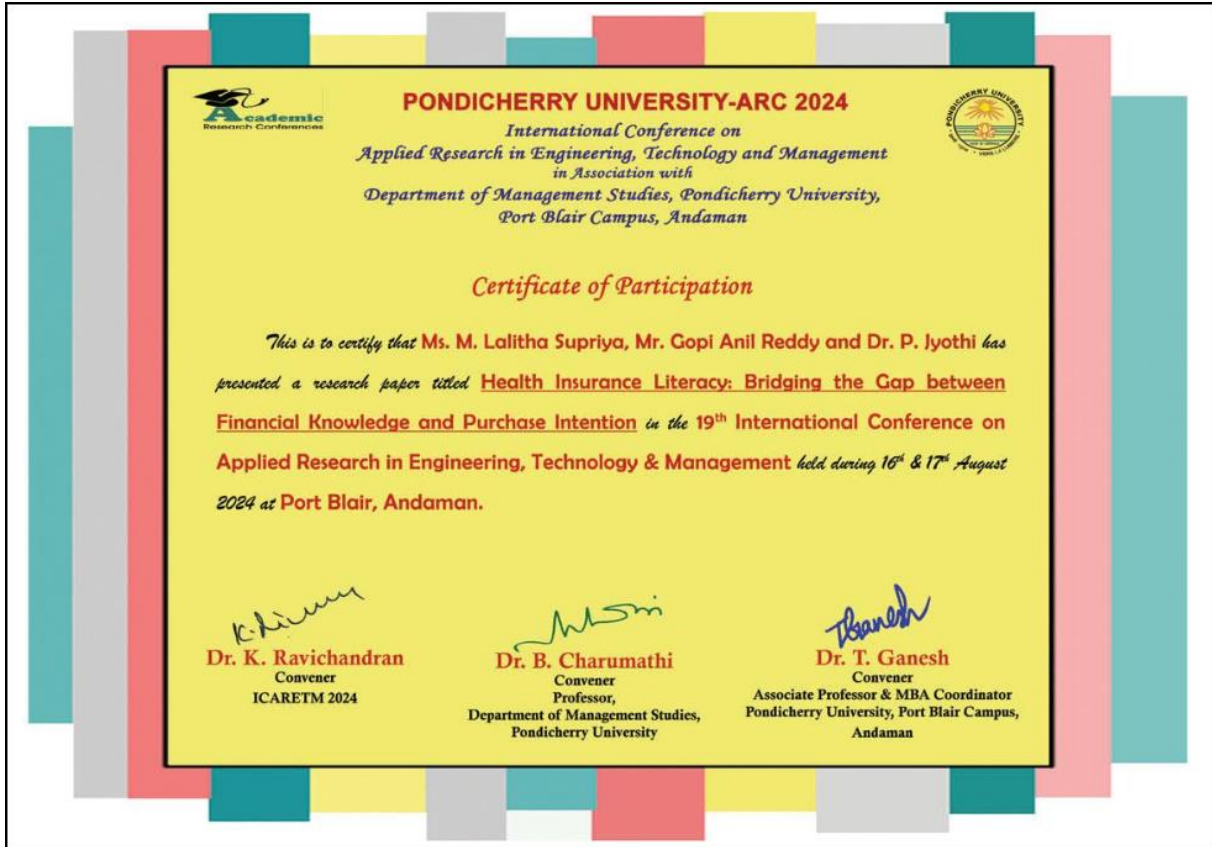 Academic
Research Conferences
PONDICHERRY UNIVERSITY-ARC 2024
International Conference on
Applied Research in Engineering, Technology and Management
in Association with
Department of Management Studies, Pondicherry University,
Port Blair Campus, Andaman
PONDICHERRY UNIVERSITY
VERS LA LUMIERE
Certificate of Participation
This is to certify that Ms. M. Lalitha Supriya, Mr. Gopi Anil Reddy and Dr. P. Jyothi has
presented a research paper titled Health Insurance Literacy: Bridging the Gap between
Financial Knowledge and Purchase Intention in the 19th International Conference on
Applied Research in Engineering, Technology & Management held during 16th & 17th August
2024 at Port Blair, Andaman.
Dr. K. Ravichandran
Convener
ICARETM 2024
Dr. B. Charumathi
Convener
Professor,
Department of Management Studies,
Pondicherry University
TGanesh
Dr. T. Ganesh
Convener
Associate Professor & MBA Coordinator
Pondicherry University, Port Blair Campus,
Andaman